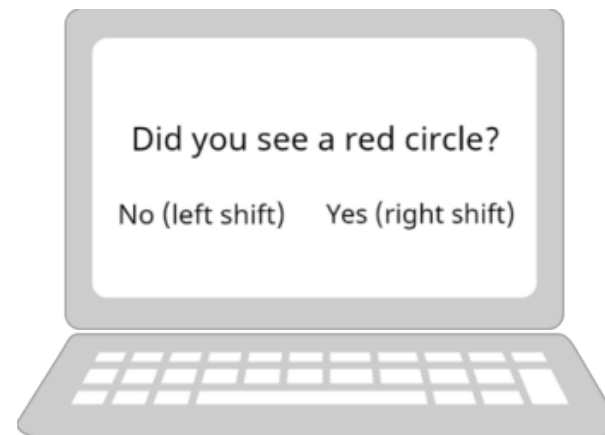 Did you see a red circle?
No (left shift) Yes (right shift)